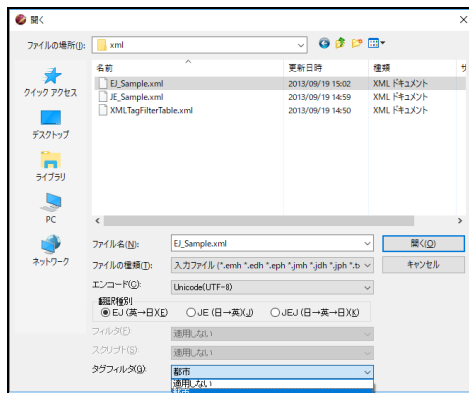 開く
ファイルの場所(I): xml
名前 更新日時 種類 サ
EJ_Sample.xml 2013/09/19 15:02 XML ドキュメント
JE_Sample.xml 2013/09/19 14:59 XML ドキュメント
XMLTagFilterTable.xml 2013/09/19 14:50 XML ドキュメント
クイック アクセス
デスクトップ
ライブラリ
PC
ネットワーク
ファイル名(N): EJ_Sample.xml 開く(O)
ファイルの種類(T): 入力ファイル (*.emh *.edh *.eph *.jmh *.jdh *.jph *.t キャンセル
エンコード(C): Unicode(UTF-8)
翻訳種別
EJ (英→日)(E) JE (日→英)(J) JEJ (日→英→日)(K)
フィルタ(F) 適用しない
スクリプト(S) 適用しない
タグフィルタ(G): 都市
適用しない
都市